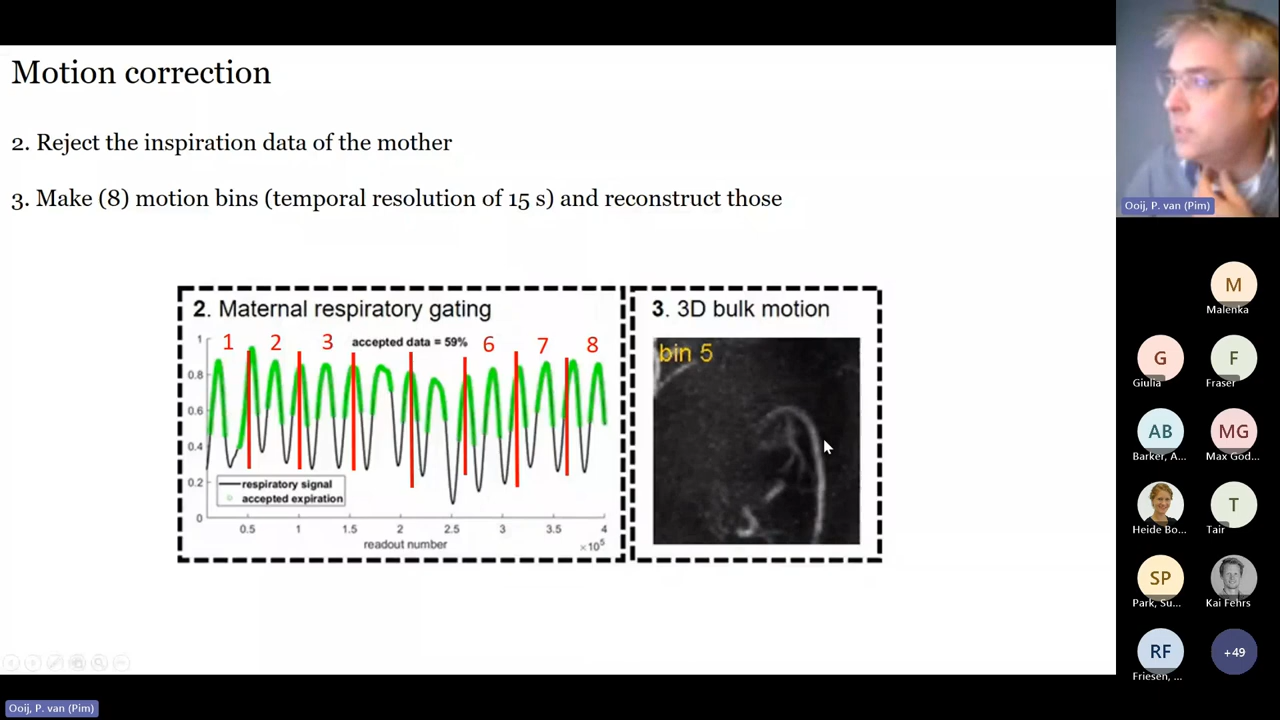 Motion correction
2. Reject the inspiration data of the mother
3. Make (8) motion bins (temporal resolution of 15 s) and reconstruct those
2. Maternal respiratory gating
1
2
3
accepted data = 59%
6
7
8
1
0.8
0.6
0.4
0.2
0
respiratory signal
accepted expiration
0.5
1
1.5
2
2.5
3
3.5
4
readout number
×10⁵
3. 3D bulk motion
bin 5
Ooij, P. van (Pim)
M
Malenka
G
F
Giulia
Fraser
AB
MG
Barker, A...
Max God...
T
Heide Bo...
Tair
SP
Park, Su...
Kai Fehrs
RF
+49
Friesen, ...
Ooij, P. van (Pim)